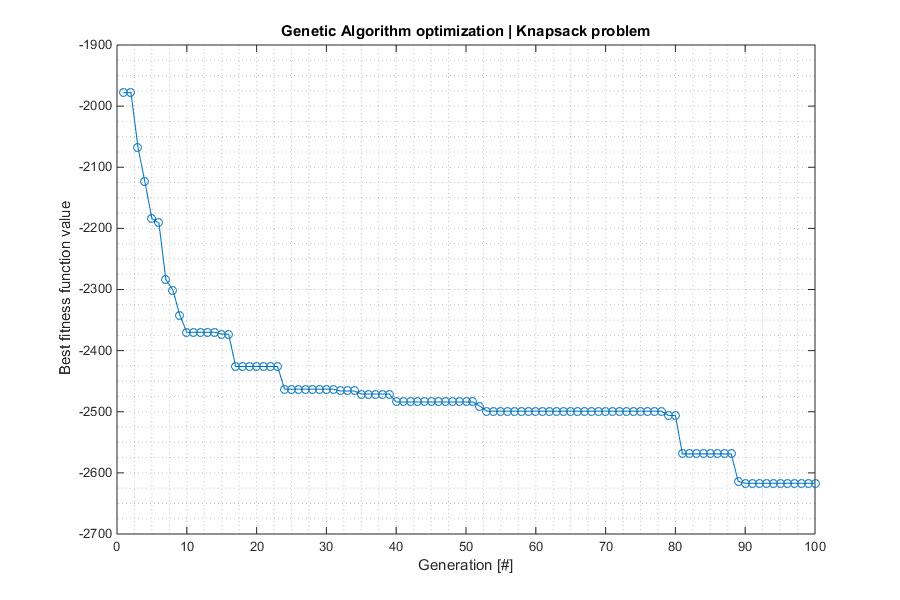 Genetic Algorithm optimization | Knapsack problem
-1900
-2000
-2100
-2200
-2300
-2400
-2500
-2600
-2700
Best fitness function value
0 10 20 30 40 50 60 70 80 90 100
Generation [#]